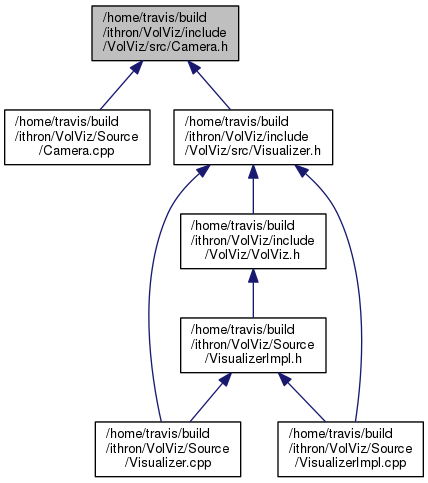 /home/travis/build
/ithron/VolViz/include
/VolViz/src/Camera.h
/home/travis/build
/ithron/VolViz/Source
/Camera.cpp
/home/travis/build
/ithron/VolViz/include
/VolViz/src/Visualizer.h
/home/travis/build
/ithron/VolViz/include
/VolViz/VolViz.h
/home/travis/build
/ithron/VolViz/Source
/VisualizerImpl.h
/home/travis/build
/ithron/VolViz/Source
/Visualizer.cpp
/home/travis/build
/ithron/VolViz/Source
/VisualizerImpl.cpp